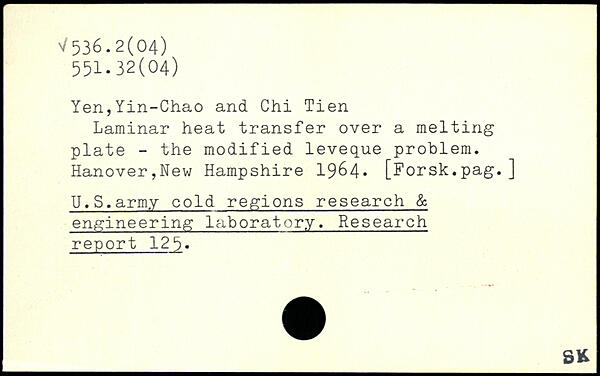 √536.2(04)
551.32(04)
Yen,Yin-Chao and Chi Tien
Laminar heat transfer over a melting
plate - the modified leveque problem.
Hanover,New Hampshire 1964. [Forsk.pag.]
U.S.army cold regions research &
engineering laboratory. Research
report 125.
SK